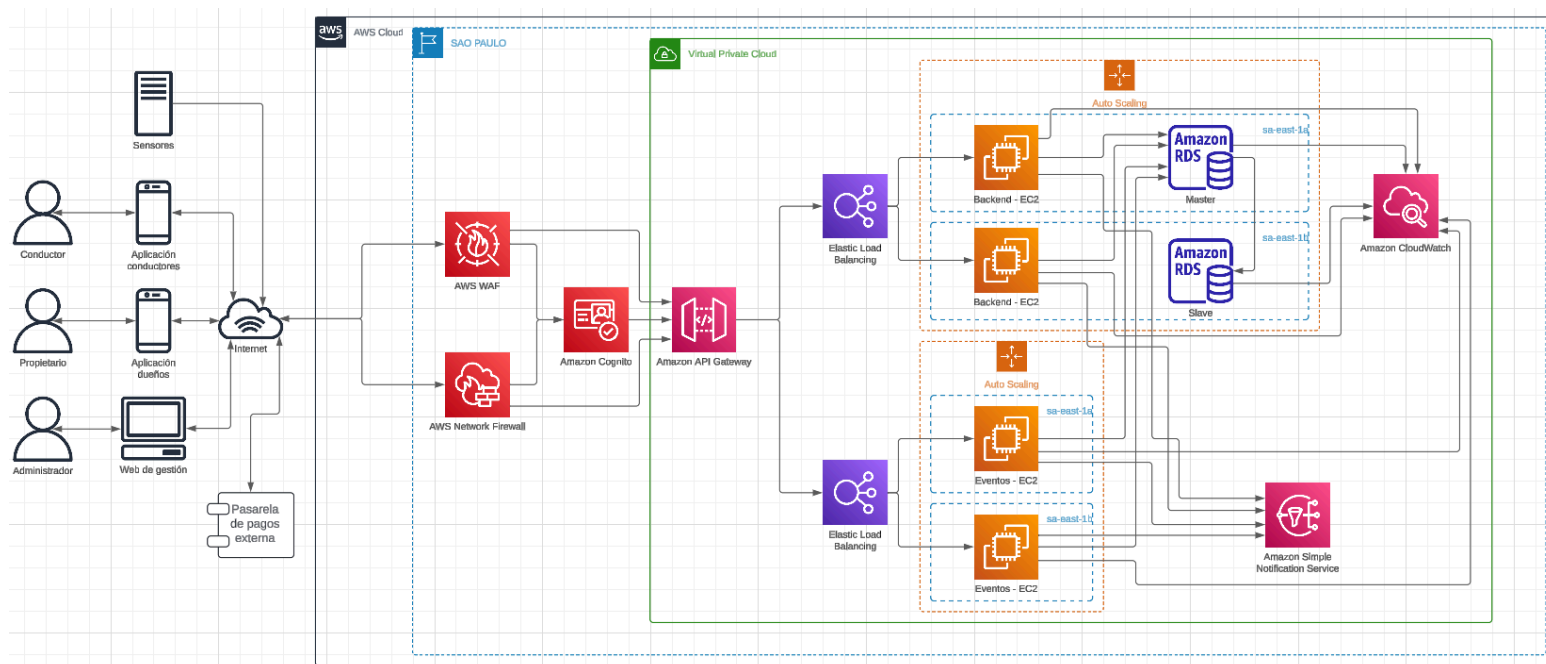 aws
AWS Cloud
SAO PAULO
Virtual Private Cloud
Auto Scaling
sa-east-1a
Amazon
RDS
Master
Backend - EC2
sa-east-1b
Amazon
RDS
Slave
Backend - EC2
Amazon CloudWatch
Elastic Load
Balancing
Sensores
Conductor
Aplicación
conductores
Propietario
Aplicación
dueños
Internet
Administrador
Web de gestión
Pasarela
de pagos
externa
AWS WAF
AWS Network Firewall
Amazon Cognito
Amazon API Gateway
Auto Scaling
sa-east-1a
Eventos - EC2
sa-east-1b
Eventos - EC2
Elastic Load
Balancing
Amazon Simple
Notification Service